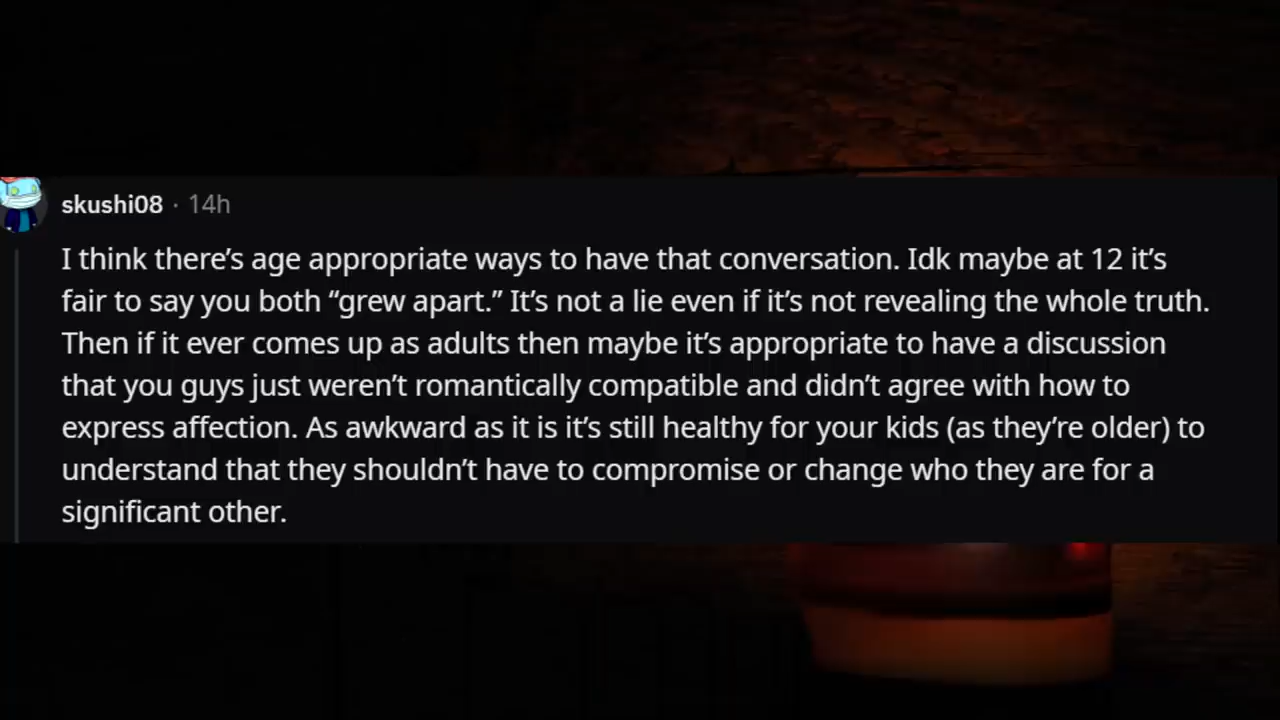 skushi08 · 14h
I think there’s age appropriate ways to have that conversation. Idk maybe at 12 it’s
fair to say you both “grew apart.” It’s not a lie even if it’s not revealing the whole truth.
Then if it ever comes up as adults then maybe it’s appropriate to have a discussion
that you guys just weren’t romantically compatible and didn’t agree with how to
express affection. As awkward as it is it’s still healthy for your kids (as they’re older) to
understand that they shouldn’t have to compromise or change who they are for a
significant other.